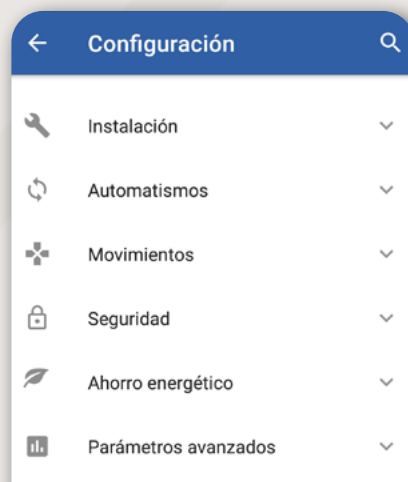 Configuración
Instalación
Automatismos
Movimientos
Seguridad
Ahorro energético
Parámetros avanzados